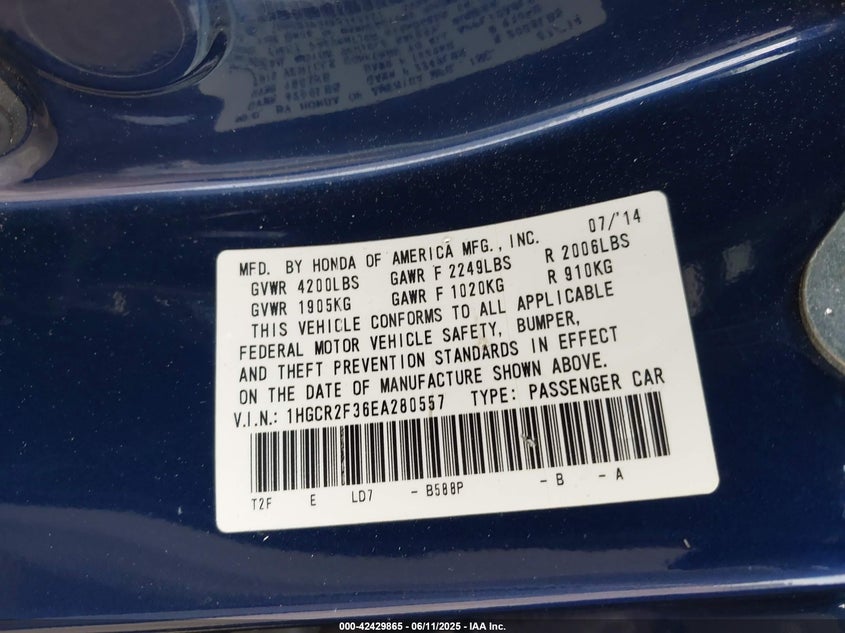 07/'14
MFD. BY HONDA OF AMERICA MFG., INC.
GVWR 4200LBS GAWR F 2249LBS R 2006LBS
GVWR 1905KG GAWR F 1020KG R 910KG
THIS VEHICLE CONFORMS TO ALL APPLICABLE
FEDERAL MOTOR VEHICLE SAFETY, BUMPER,
AND THEFT PREVENTION STANDARDS IN EFFECT
ON THE DATE OF MANUFACTURE SHOWN ABOVE.
V.I.N.: 1HGCR2F36EA280557 TYPE: PASSENGER CAR
T2F E LD7 - B588P - B - A
000-42429865 - 06/11/2025 - IAA Inc.